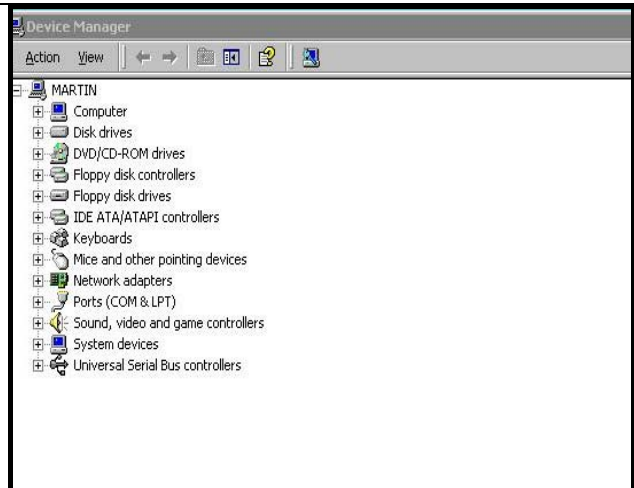 Device Manager
Action View
MARTIN
Computer
Disk drives
DVD/CD-ROM drives
Floppy disk controllers
Floppy disk drives
IDE ATA/ATAPI controllers
Keyboards
Mice and other pointing devices
Network adapters
Ports (COM & LPT)
Sound, video and game controllers
System devices
Universal Serial Bus controllers